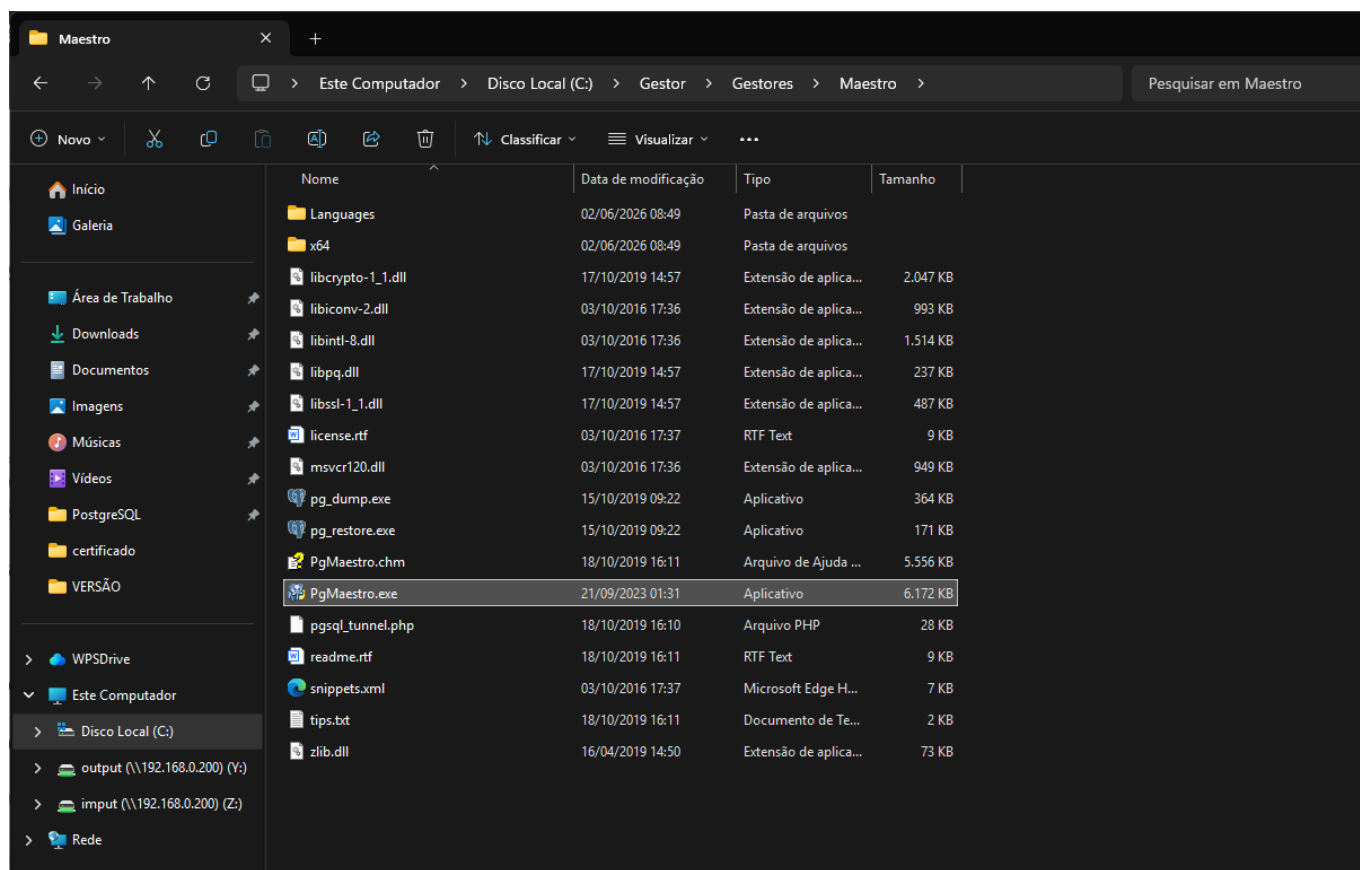 Maestro
Este Computador > Disco Local (C:) > Gestor > Gestores > Maestro >
Pesquisar em Maestro
Novo
Classificar
Visualizar
Início
Galeria
Área de Trabalho
Downloads
Documentos
Imagens
Músicas
Vídeos
PostgreSQL
certificado
VERSÃO
WPSDrive
Este Computador
Disco Local (C:)
output (\\192.168.0.200) (Y:)
imput (\\192.168.0.200) (Z:)
Rede
Nome Data de modificação Tipo Tamanho
Languages 02/06/2026 08:49 Pasta de arquivos
x64 02/06/2026 08:49 Pasta de arquivos
libcrypto-1_1.dll 17/10/2019 14:57 Extensão de aplica... 2.047 KB
libiconv-2.dll 03/10/2016 17:36 Extensão de aplica... 993 KB
libintl-8.dll 03/10/2016 17:36 Extensão de aplica... 1.514 KB
libpq.dll 17/10/2019 14:57 Extensão de aplica... 237 KB
libssl-1_1.dll 17/10/2019 14:57 Extensão de aplica... 487 KB
license.rtf 03/10/2016 17:37 RTF Text 9 KB
msvcr120.dll 03/10/2016 17:36 Extensão de aplica... 949 KB
pg_dump.exe 15/10/2019 09:22 Aplicativo 364 KB
pg_restore.exe 15/10/2019 09:22 Aplicativo 171 KB
PgMaestro.chm 18/10/2019 16:11 Arquivo de Ajuda ... 5.556 KB
PgMaestro.exe 21/09/2023 01:31 Aplicativo 6.172 KB
pgsql_tunnel.php 18/10/2019 16:10 Arquivo PHP 28 KB
readme.rtf 18/10/2019 16:11 RTF Text 9 KB
snippets.xml 03/10/2016 17:37 Microsoft Edge H... 7 KB
tips.txt 18/10/2019 16:11 Documento de Te... 2 KB
zlib.dll 16/04/2019 14:50 Extensão de aplica... 73 KB